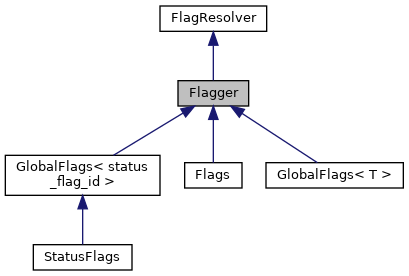 FlagResolver
Flagger
GlobalFlags< status
_flag_id >
Flags
GlobalFlags< T >
StatusFlags